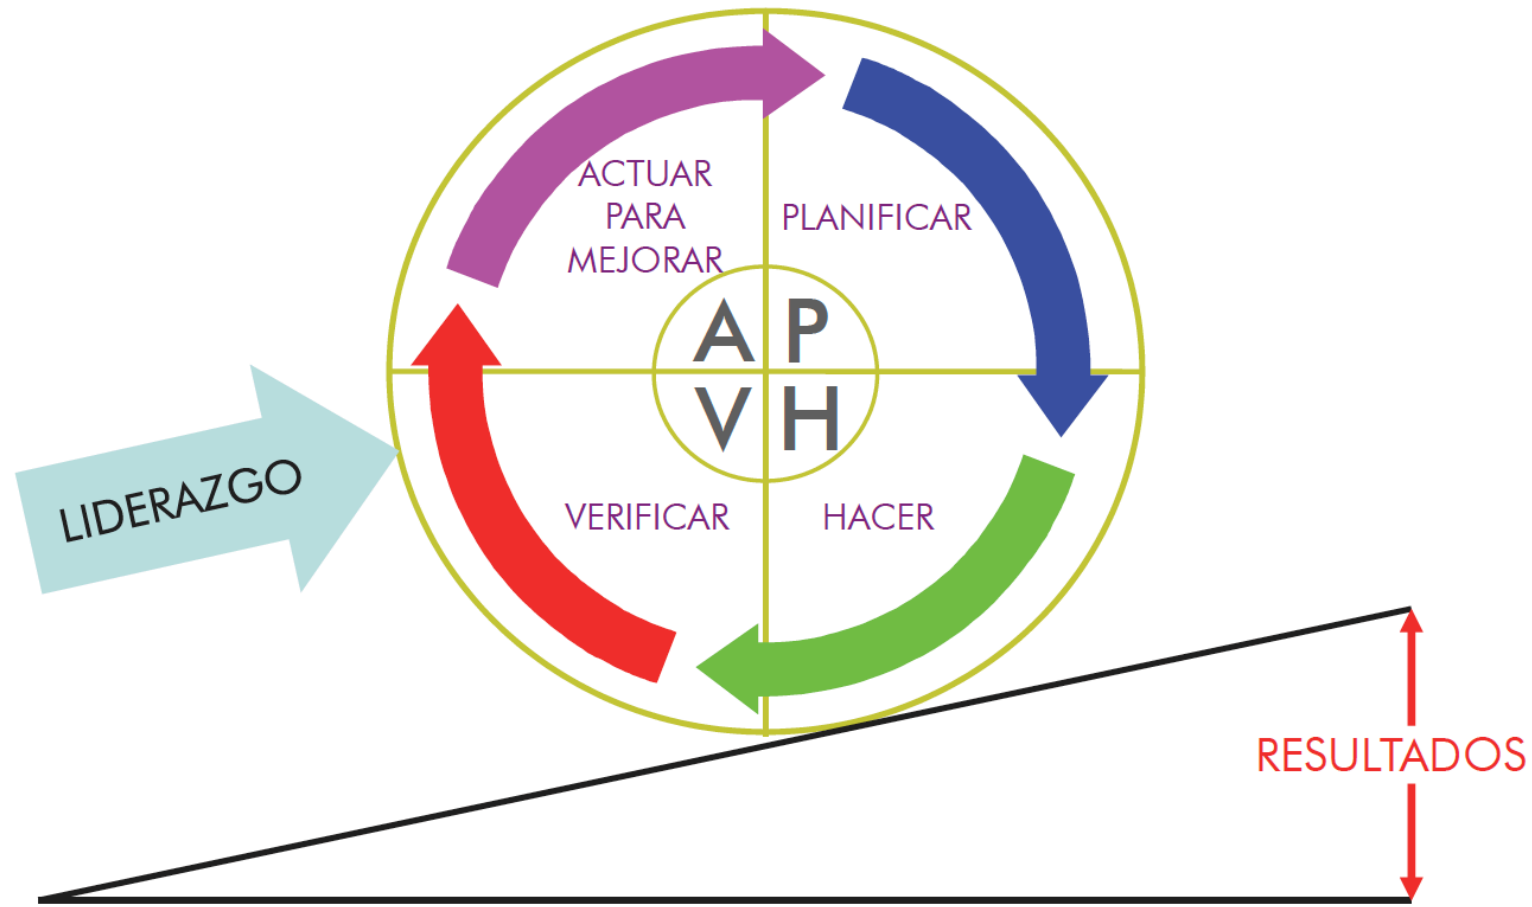 ACTUAR
PARA
MEJORAR
PLANIFICAR
A P
V H
LIDERAZGO
VERIFICAR
HACER
RESULTADOS